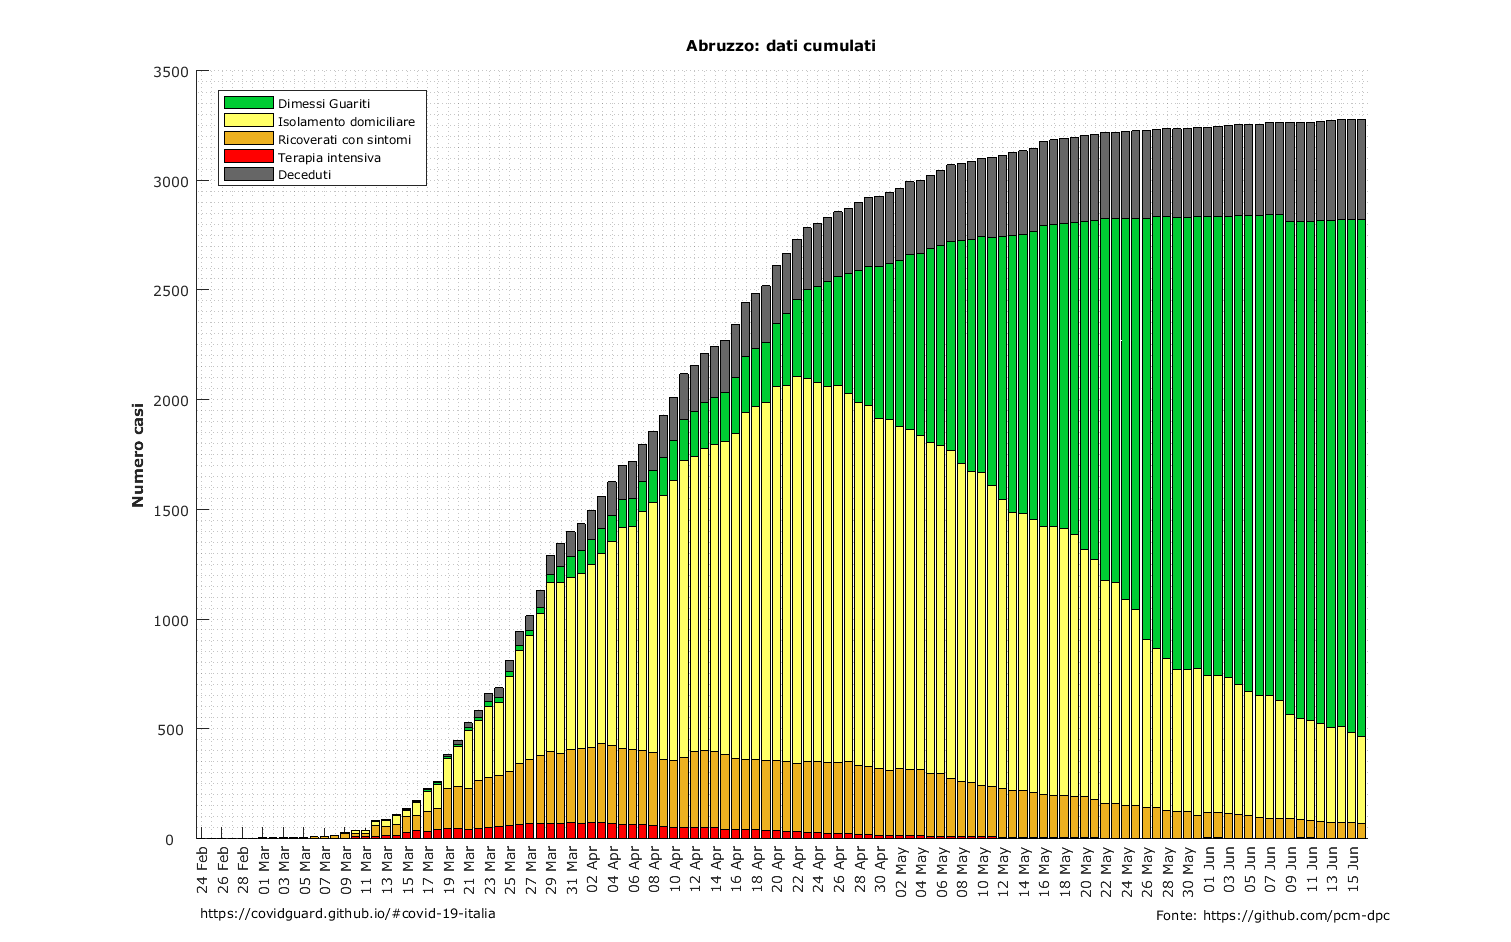 Abruzzo: dati cumulati
3500
3000
2500
2000
1500
1000
500
0
Numero casi
Dimessi Guariti
Isolamento domiciliare
Ricoverati con sintomi
Terapia intensiva
Deceduti
24 Feb
26 Feb
28 Feb
01 Mar
03 Mar
05 Mar
07 Mar
09 Mar
11 Mar
13 Mar
15 Mar
17 Mar
19 Mar
21 Mar
23 Mar
25 Mar
27 Mar
29 Mar
31 Mar
02 Apr
04 Apr
06 Apr
08 Apr
10 Apr
12 Apr
14 Apr
16 Apr
18 Apr
20 Apr
22 Apr
24 Apr
26 Apr
28 Apr
30 Apr
02 May
04 May
06 May
08 May
10 May
12 May
14 May
16 May
18 May
20 May
22 May
24 May
26 May
28 May
30 May
01 Jun
03 Jun
05 Jun
07 Jun
09 Jun
11 Jun
13 Jun
15 Jun
https://covidguard.github.io/#covid-19-italia
Fonte: https://github.com/pcm-dpc